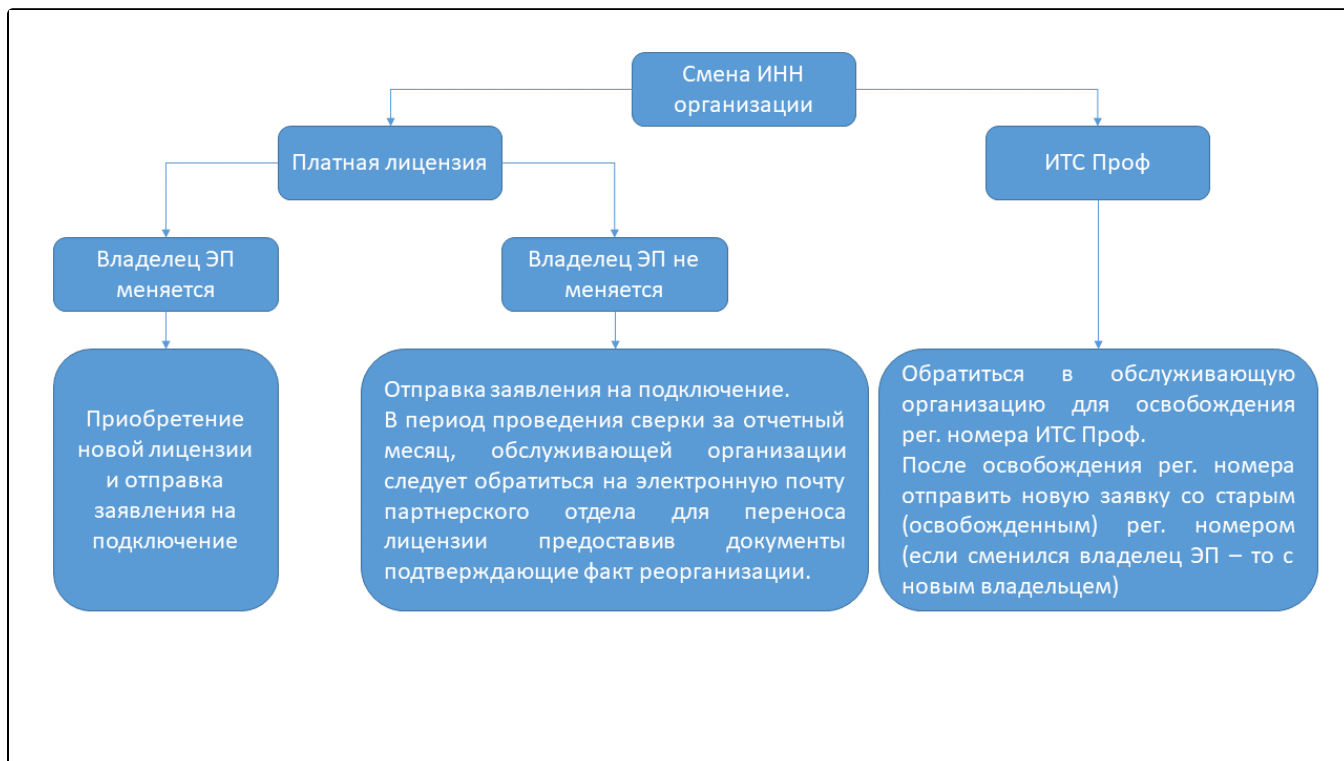 Смена ИНН
организации
Платная лицензия
ИТС Проф
Владелец ЭП
меняется
Владелец ЭП не
меняется
Приобретение
новой лицензии
и отправка
заявления на
подключение
Отправка заявления на подключение.
В период проведения сверки за отчетный
месяц, обслуживающей организации
следует обратиться на электронную почту
партнерского отдела для переноса
лицензии предоставив документы
подтверждающие факт реорганизации.
Обратиться в обслуживающую
организацию для освобождения
рег. номера ИТС Проф.
После освобождения рег. номера
отправить новую заявку со старым
(освобожденным) рег. номером
(если сменился владелец ЭП – то с
новым владельцем)